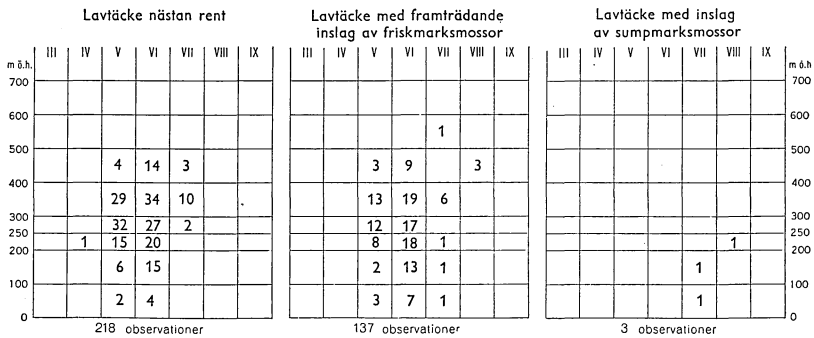 Lavtäcke nästan rent
Lavtäcke med framträdande
inslag av friskmarksmossor
Lavtäcke med inslag
av sumpmarksmossor
III IV V VI VII VIII IX
III IV V VI VII VIII IX
III IV V VI VII VIII IX
m ö.h.
m ö.h.
700
700
600
600
1
500
500
4 14 3
3 9 3
400
400
29 34 10
13 19 6
300
300
32 27 2
12 17
250
250
1 15 20
8 18 1
1
200
200
6 15
2 13 1
1
100
100
2 4
3 7 1
1
0
0
218 observationer
137 observationer
3 observationer